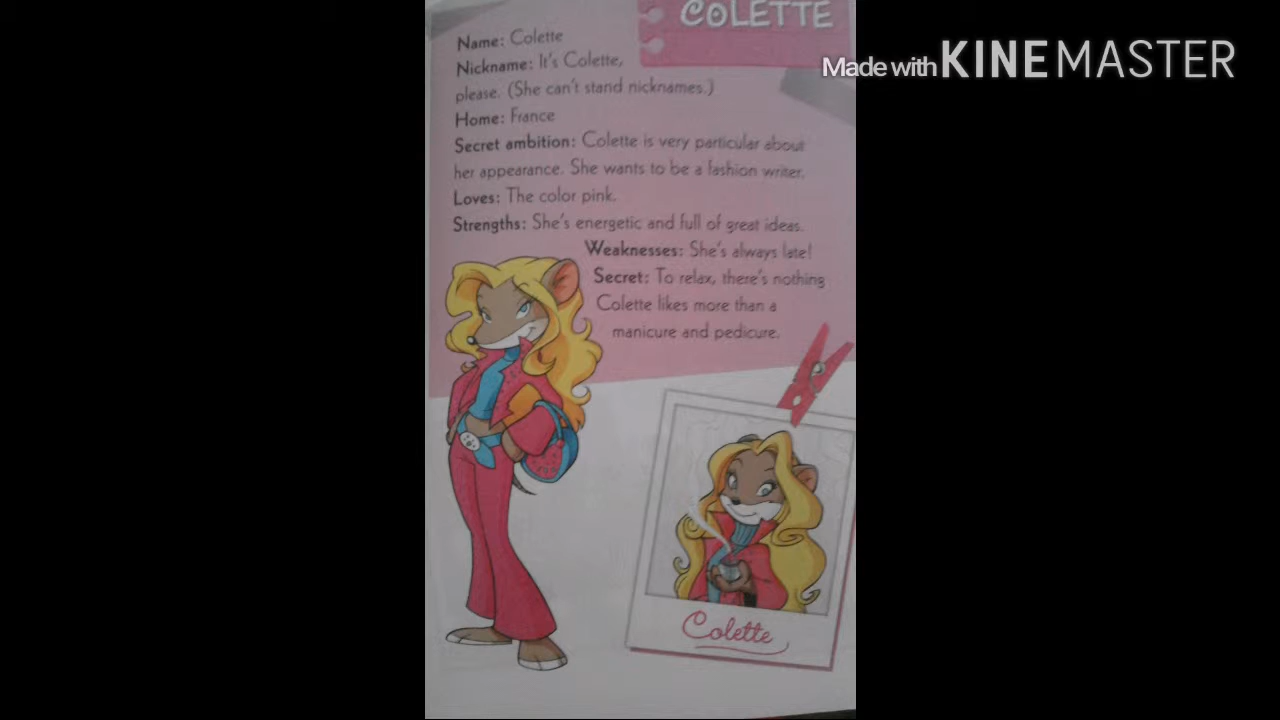 COLETTE
Made with KINEMASTER
Name: Colette
Nickname: It's Colette,
please. (She can't stand nicknames.)
Home: France
Secret ambition: Colette is very particular about
her appearance. She wants to be a fashion writer.
Loves: The color pink.
Strengths: She's energetic and full of great ideas.
Weaknesses: She's always late!
Secret: To relax, there's nothing
Colette likes more than a
manicure and pedicure.
Colette